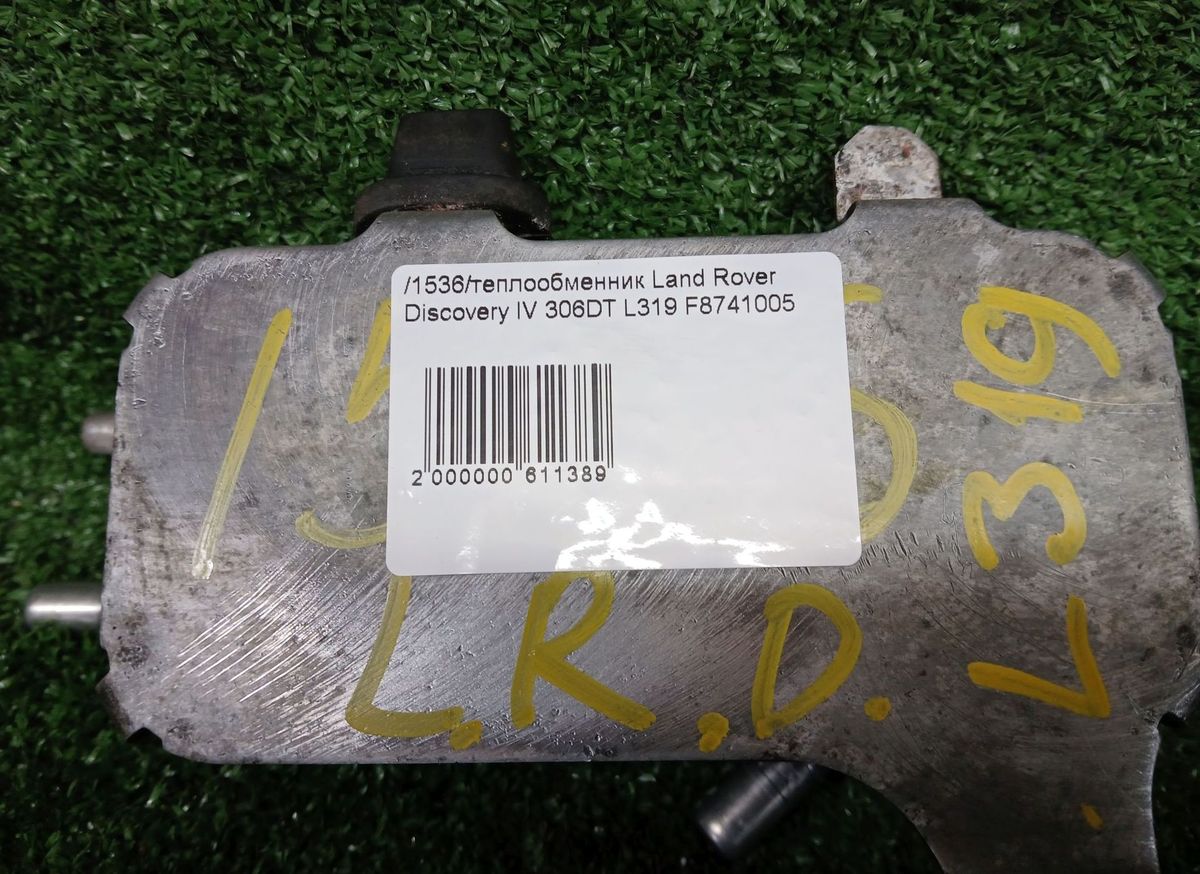 /1536/теплообменник Land Rover
Discovery IV 306DT L319 F8741005
2 000000 611389
L.R.D.
L319